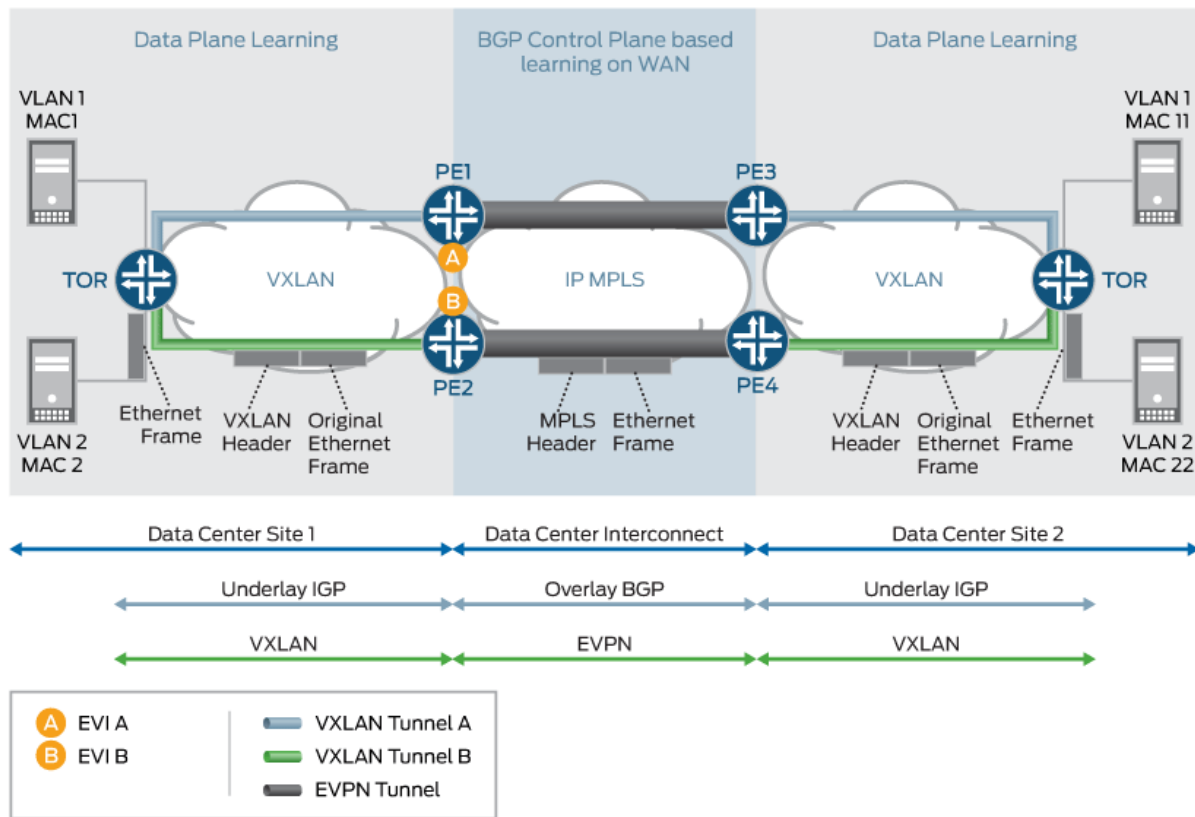 Data Plane Learning
BGP Control Plane based
learning on WAN
Data Plane Learning
VLAN 1
MAC1
VLAN 1
MAC 11
PE1
PE3
A
TOR
VXLAN
IP MPLS
VXLAN
TOR
B
PE2
PE4
Ethernet
Frame
VXLAN
Header
Original
Ethernet
Frame
MPLS
Header
Ethernet
Frame
VXLAN
Header
Original
Ethernet
Frame
Ethernet
Frame
VLAN 2
MAC 2
VLAN 2
MAC 22
Data Center Site 1
Data Center Interconnect
Data Center Site 2
Underlay IGP
Overlay BGP
Underlay IGP
VXLAN
EVPN
VXLAN
A EVI A
B EVI B
VXLAN Tunnel A
VXLAN Tunnel B
EVPN Tunnel